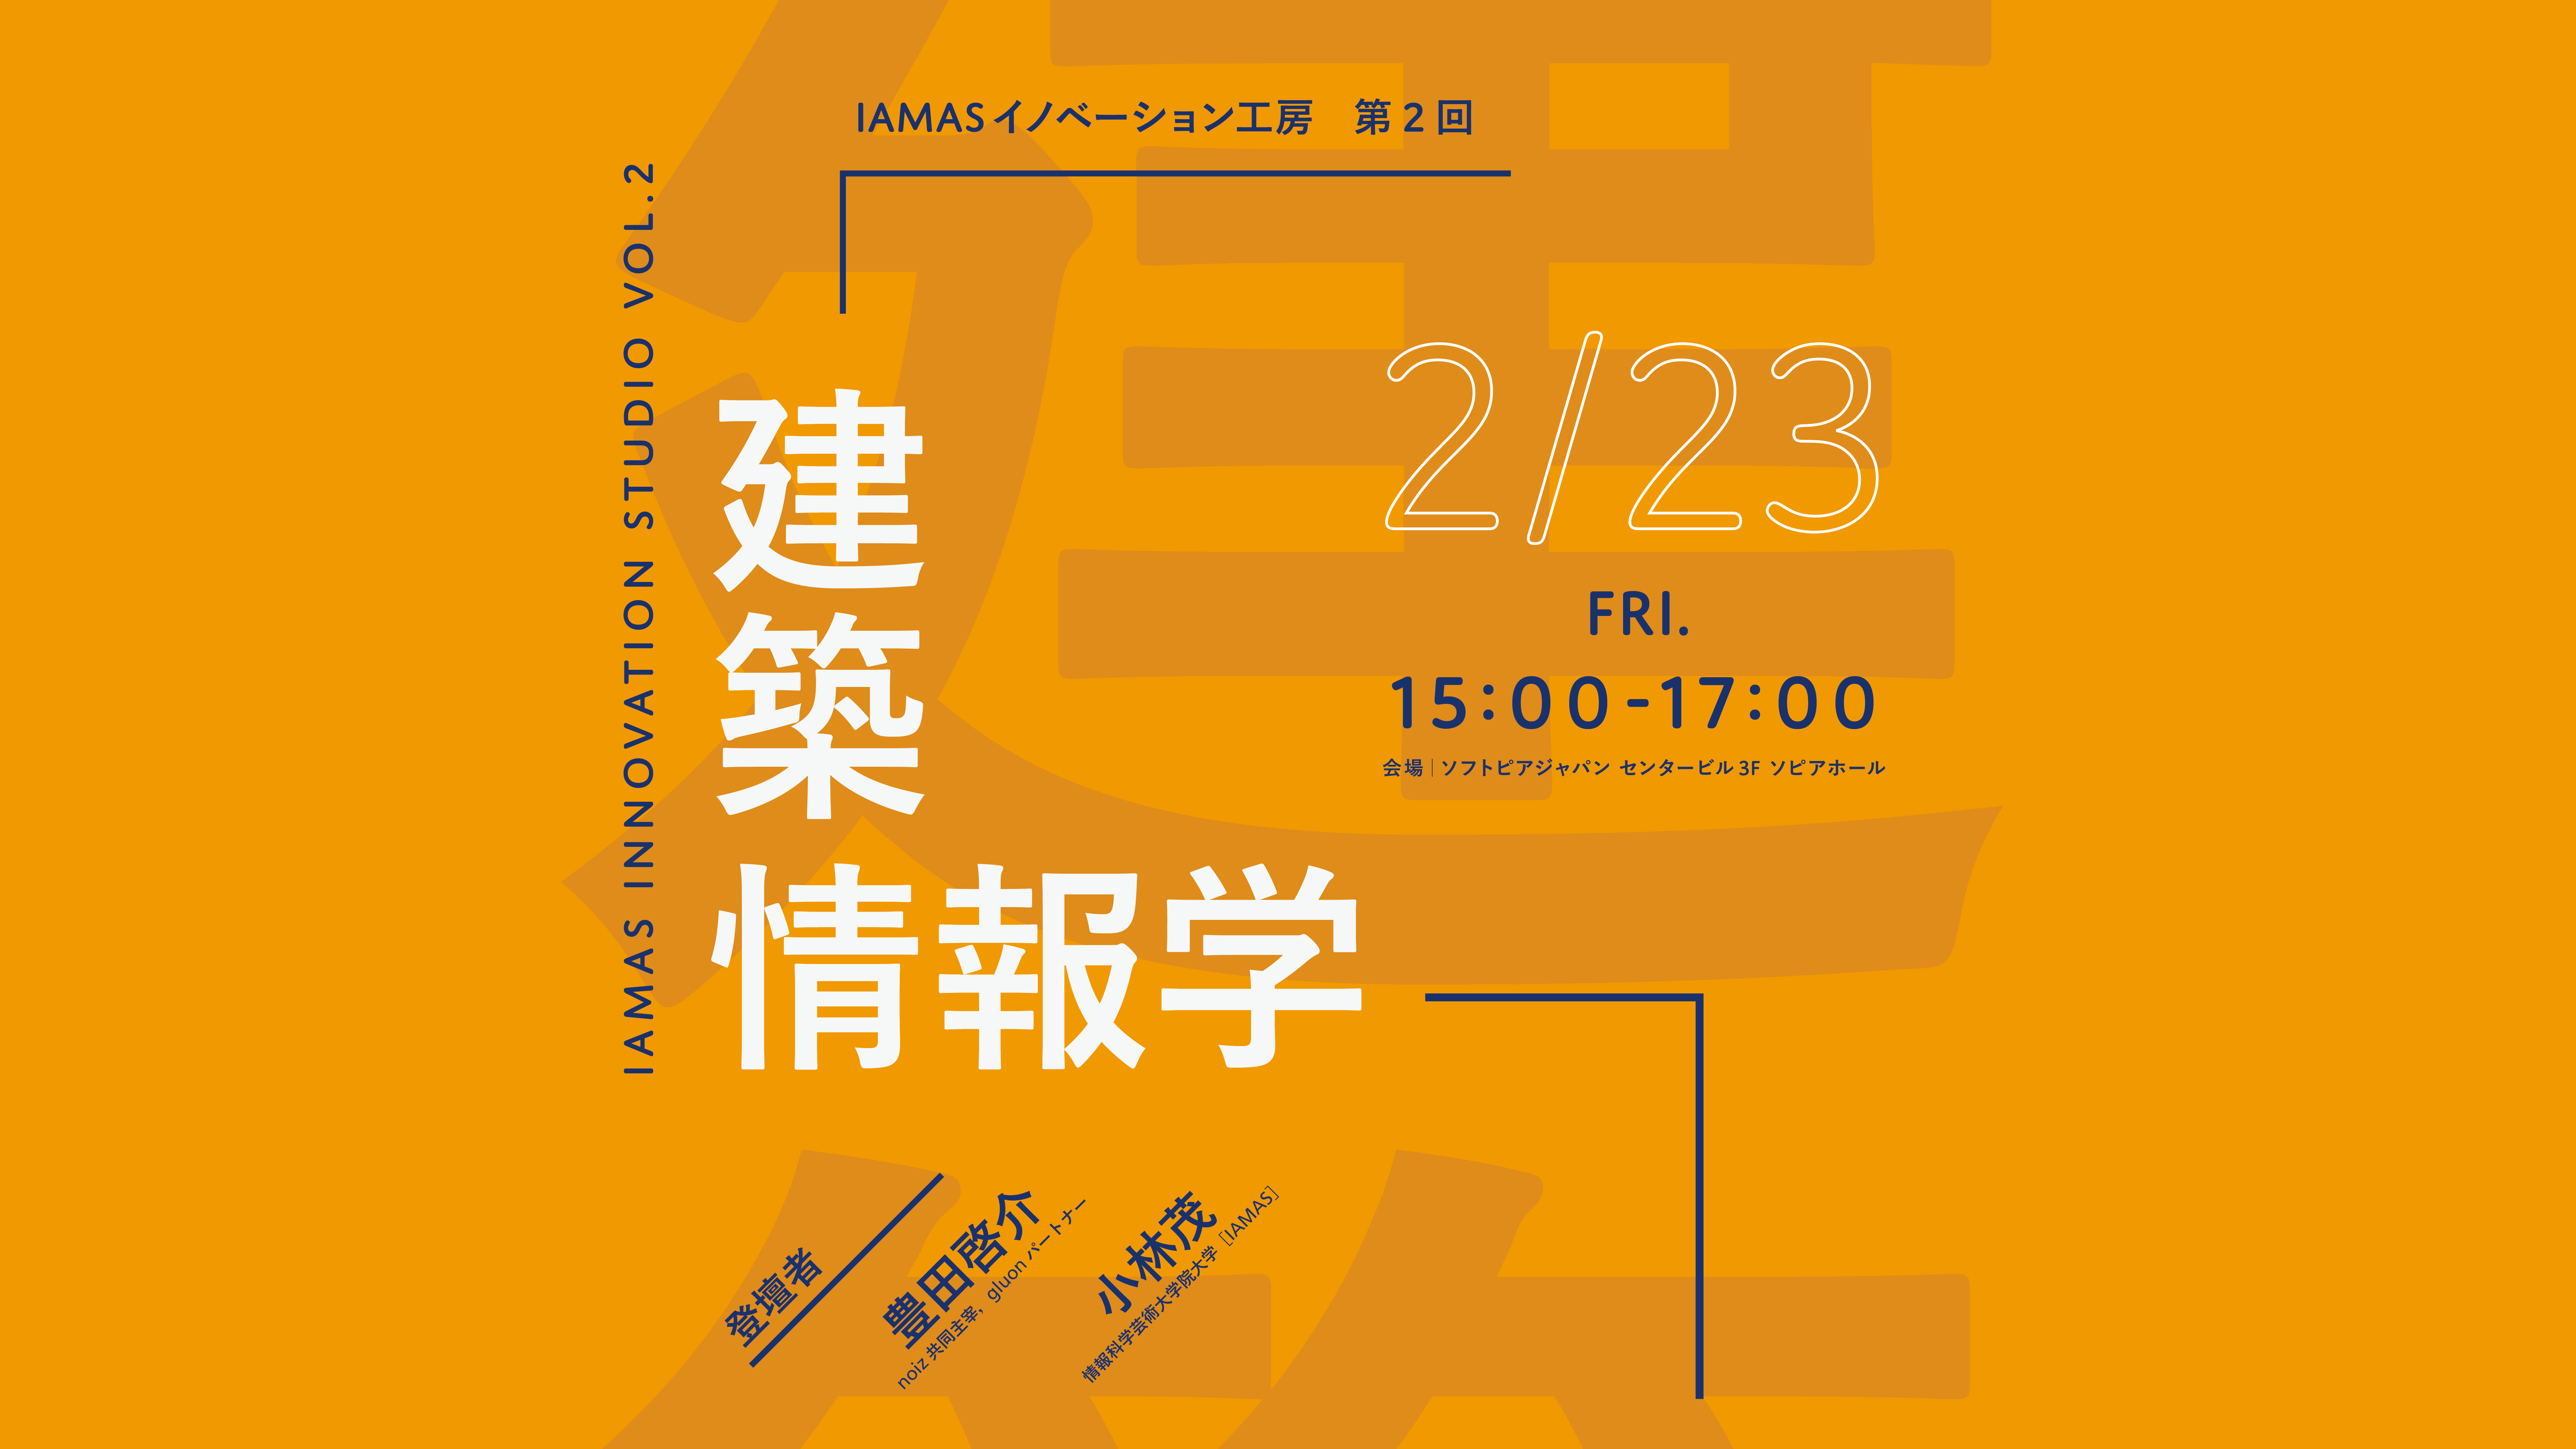 IAMASイノベーション工房　第2回
IAMAS INNOVATION STUDIO VOL.2
建
築
情報学
2/23
FRI.
15:00-17:00
会場｜ソフトピアジャパン センタービル3F ソピアホール
登壇者
豊田啓介
noiz 共同主宰，gluon パートナー
小林茂
情報科学芸術大学院大学［IAMAS］